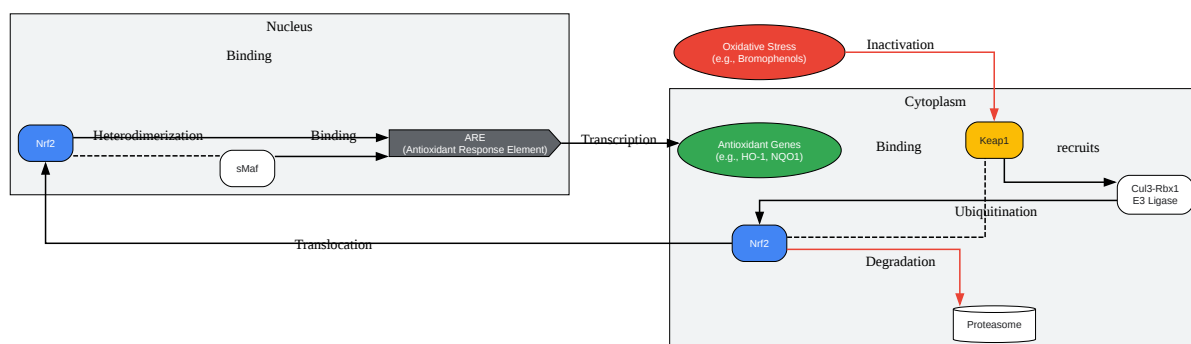 Nucleus
Binding
Oxidative Stress
(e.g., Bromophenols)
Inactivation
Cytoplasm
Nrf2
Heterodimerization
Binding
ARE
(Antioxidant Response Element)
Transcription
Antioxidant Genes
(e.g., HO-1, NQO1)
Binding
Keap1
recruits
sMaf
Cul3-Rbx1
E3 Ligase
Ubiquitination
Translocation
Nrf2
Degradation
Proteasome